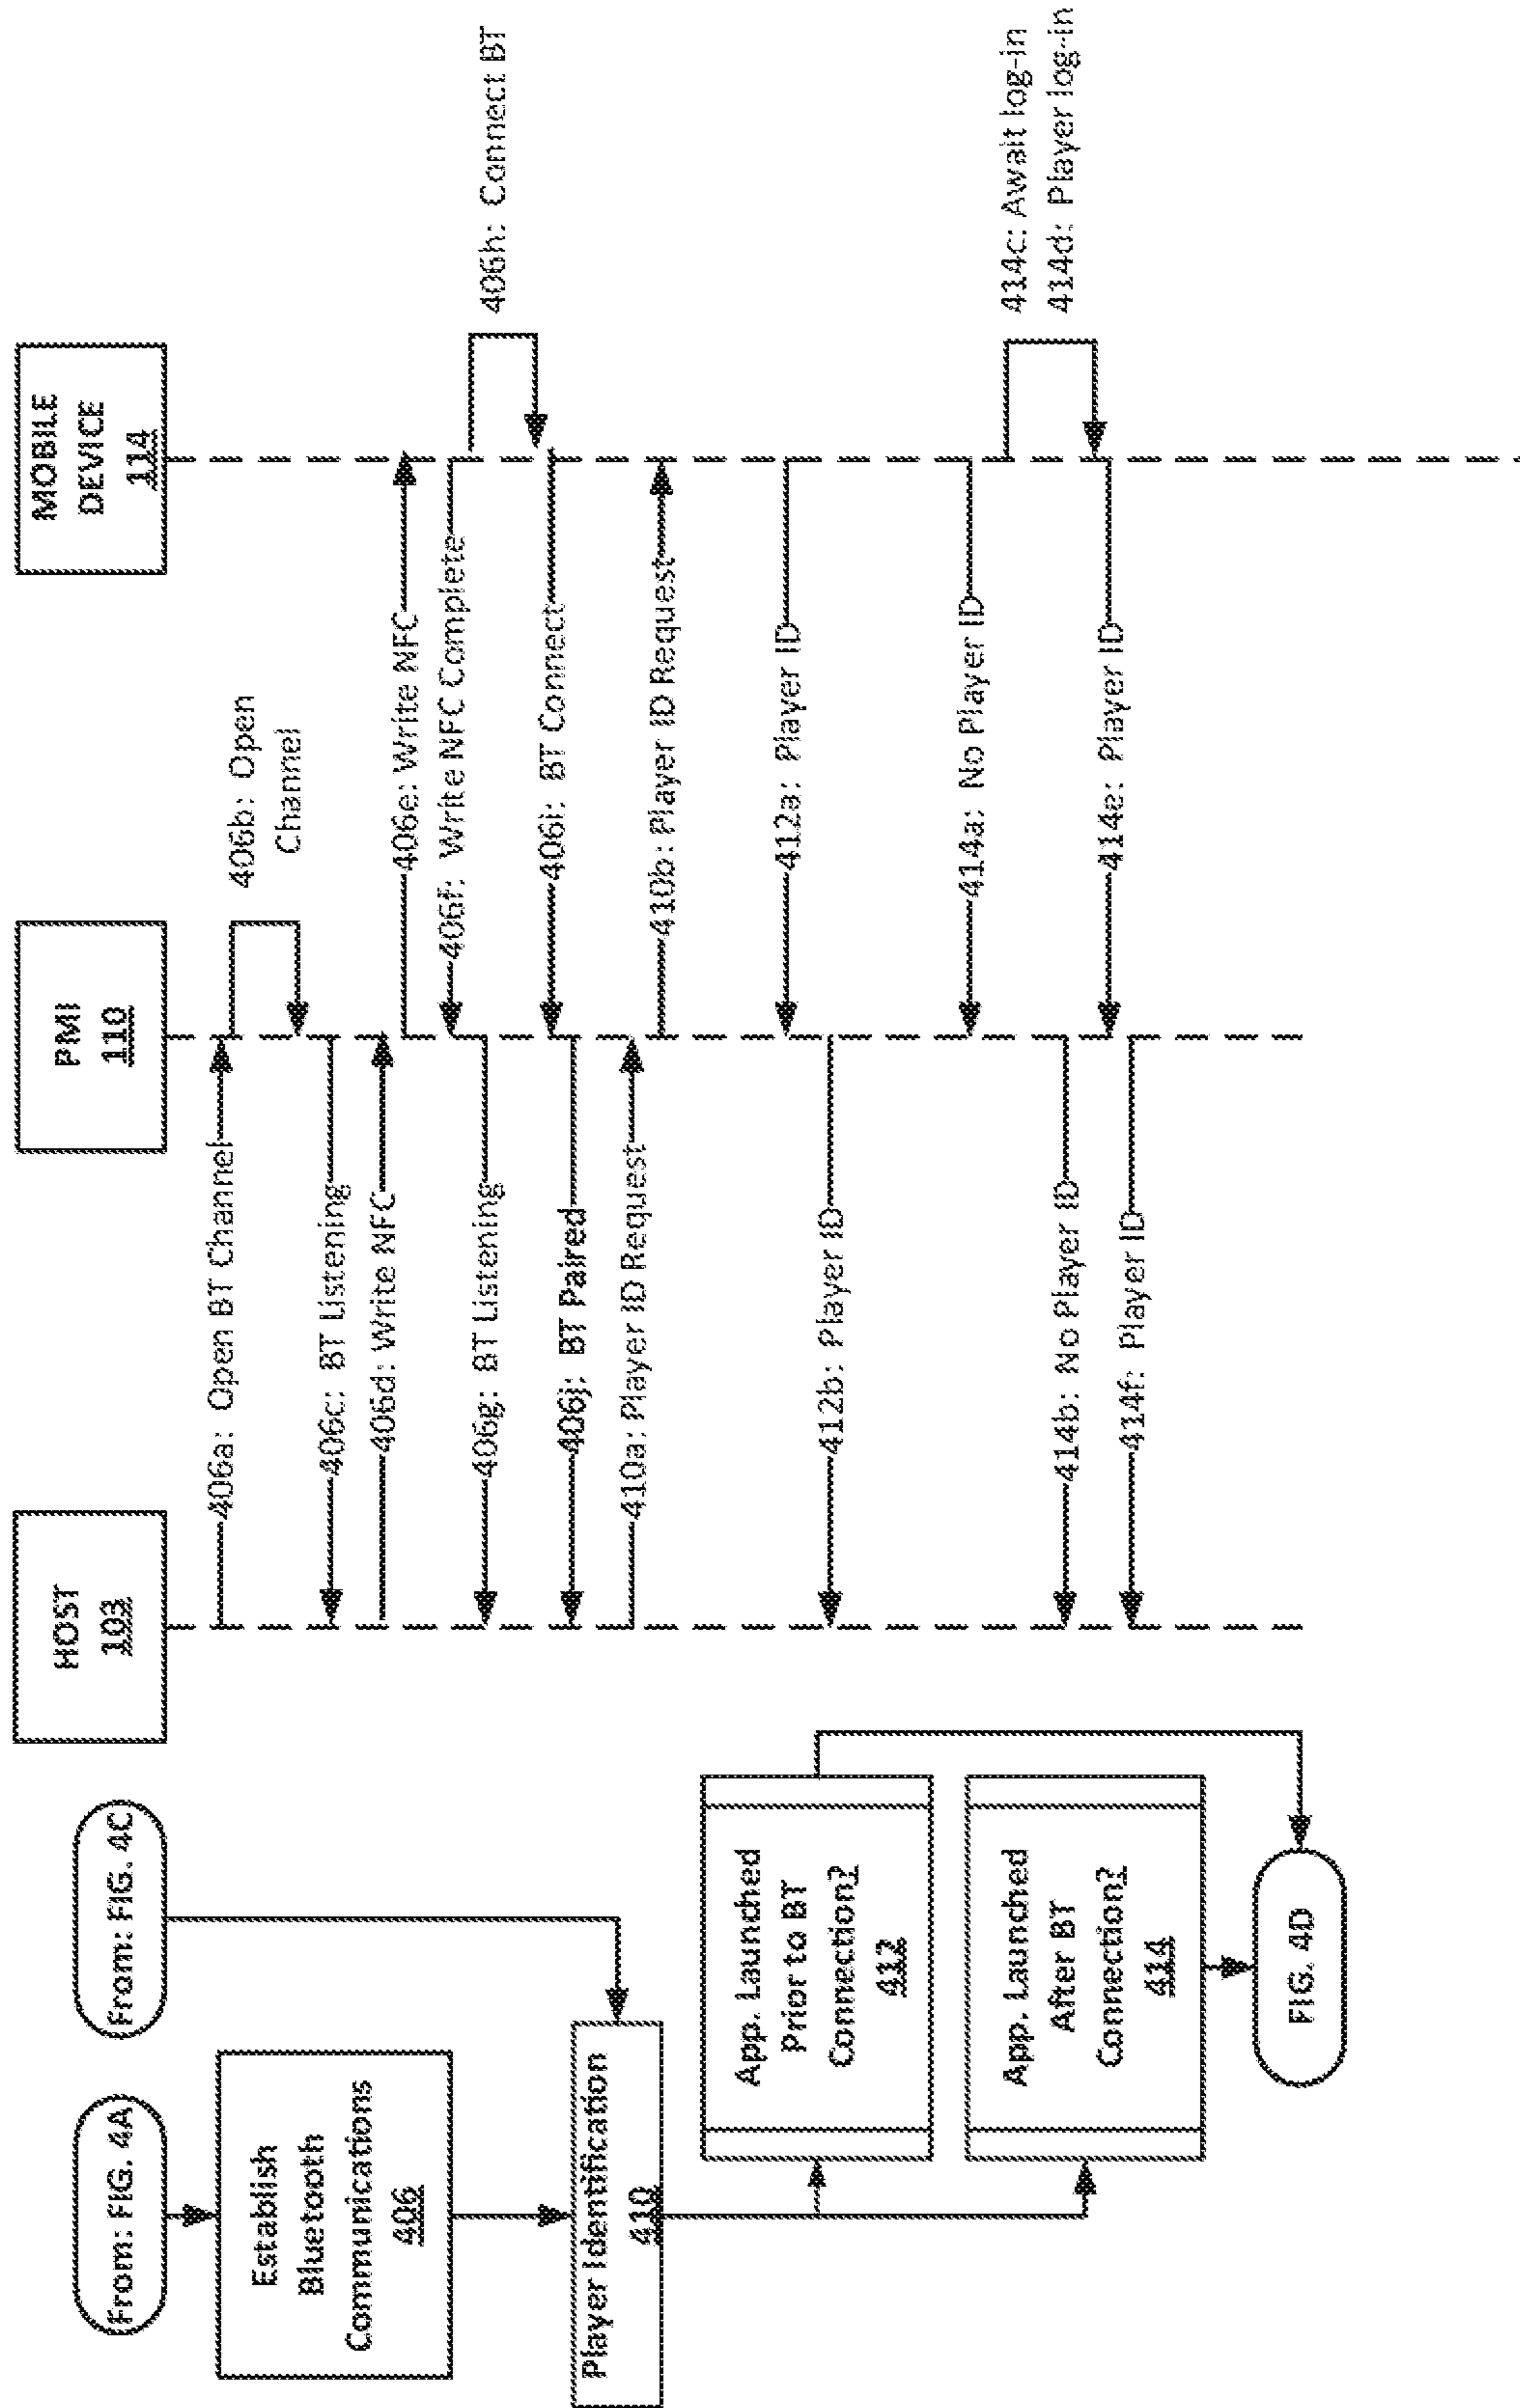 From: FIG. 4A
From: FIG. 4C
HOST
103
PMI
110
MOBILE
DEVICE
114
Establish
Bluetooth
Communications
406
Player Identification
410
App. Launched
Prior to BT
Connection?
412
App. Launched
After BT
Connection?
414
FIG. 4D
406a: Open BT Channel
406b: Open
Channel
406c: BT Listening
406d: Write NFC
406e: Write NFC
406f: Write NFC Complete
406g: BT Listening
406h: Connect BT
406i: BT Connect
406j: BT Paired
410a: Player ID Request
410b: Player ID Request
412a: Player ID
412b: Player ID
414a: No Player ID
414b: No Player ID
414c: Await log-in
414d: Player log-in
414e: Player ID
414f: Player ID